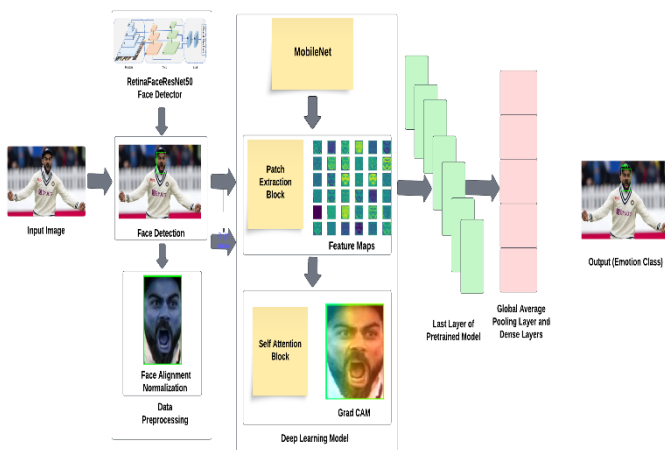 RetinaFaceResNet50
Face Detector
MobileNet
Input Image
Face Detection
Patch
Extraction
Block
Feature Maps
Face Alignment
Normalization
Data
Preprocessing
Self Attention
Block
Grad CAM
Deep Learning Model
Last Layer of
Pretrained Model
Global Average
Pooling Layer and
Dense Layers
Output (Emotion Class)